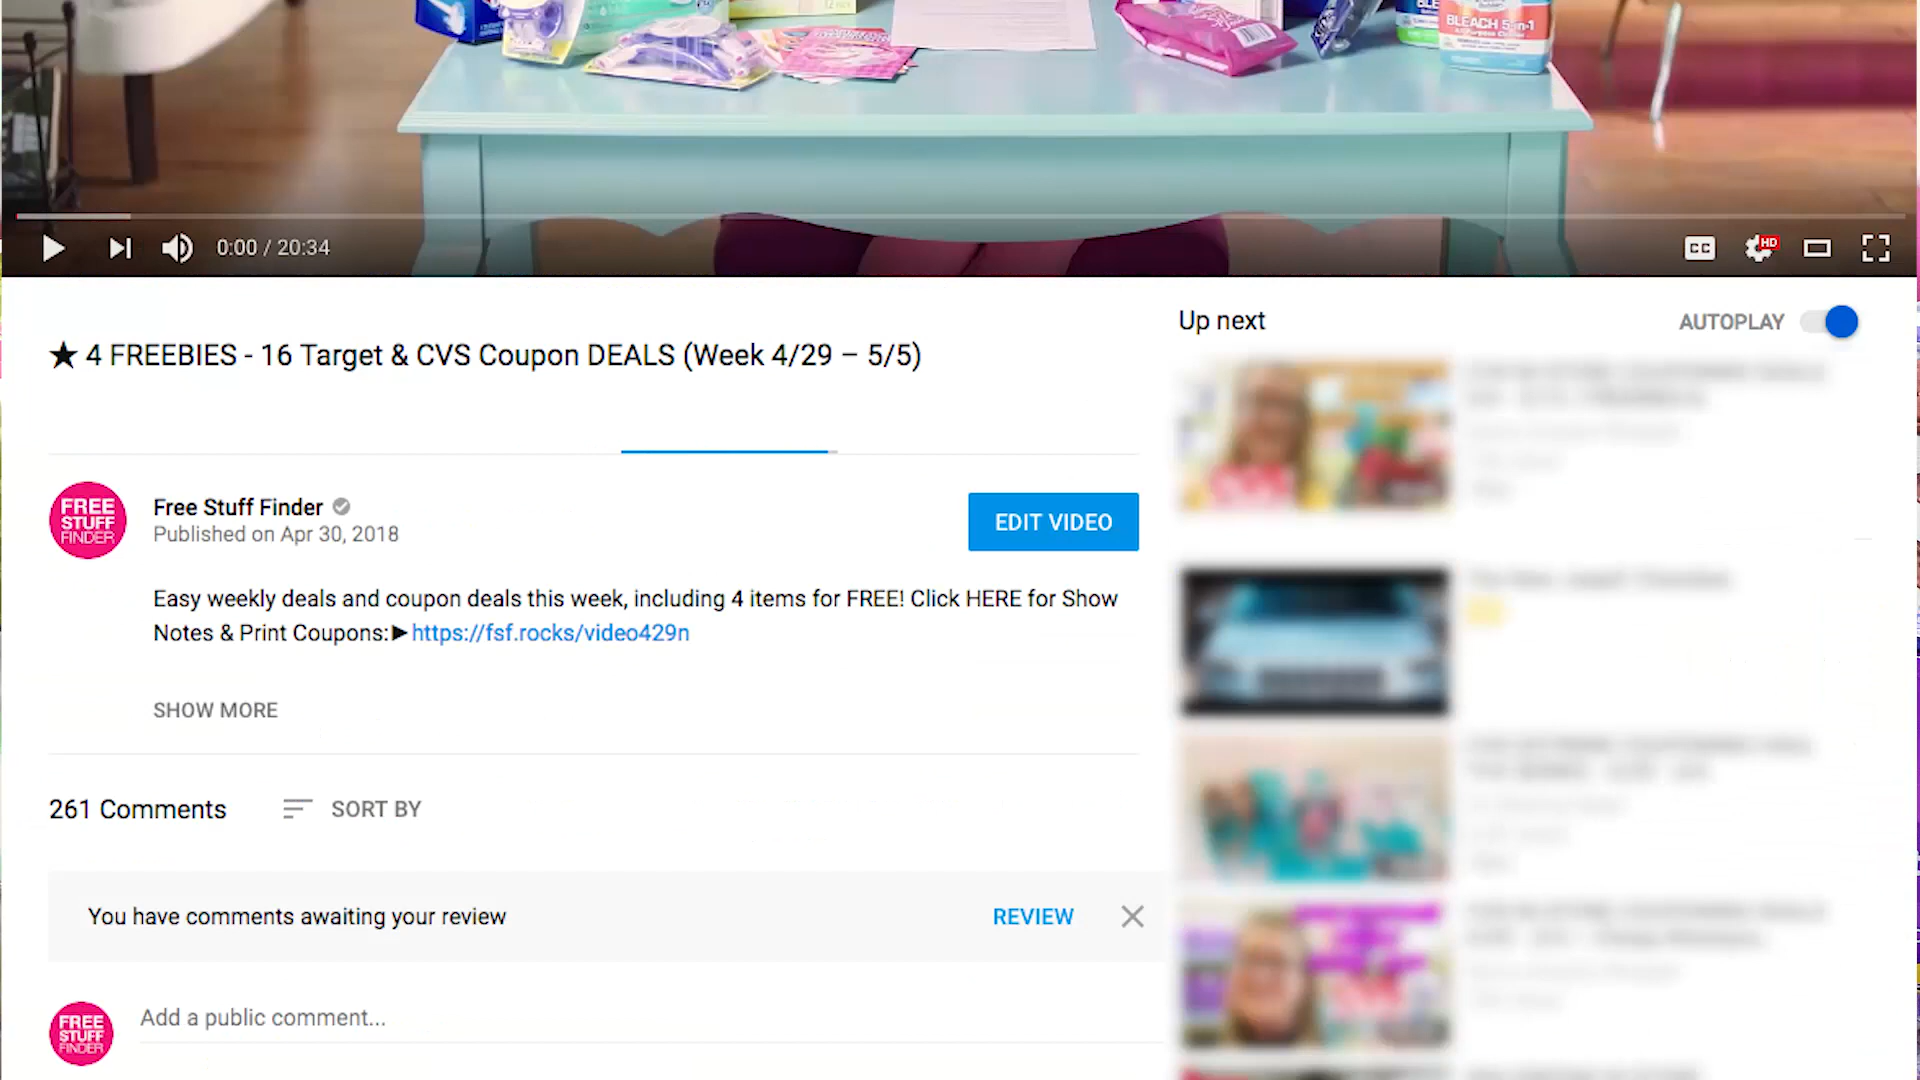 BLEACH 5-in-1
0:00 / 20:34
CC
HD
★ 4 FREEBIES - 16 Target & CVS Coupon DEALS (Week 4/29 – 5/5)
FREE
STUFF
FINDER
Free Stuff Finder
Published on Apr 30, 2018
EDIT VIDEO
Easy weekly deals and coupon deals this week, including 4 items for FREE! Click HERE for Show
Notes & Print Coupons:►https://fsf.rocks/video429n
SHOW MORE
261 Comments
SORT BY
You have comments awaiting your review
REVIEW
FREE
STUFF
FINDER
Add a public comment...
Up next
AUTOPLAY